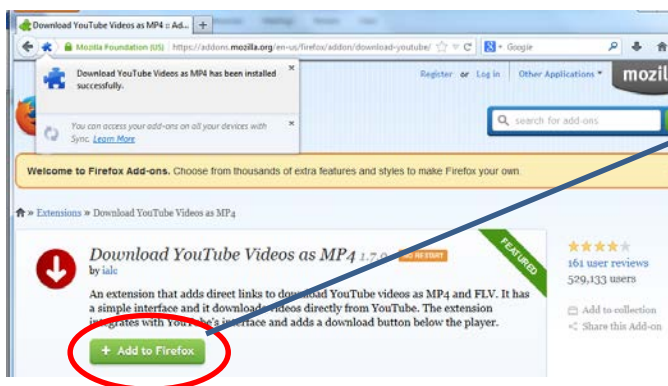 Download YouTube Videos as MP4 :: Ad...
Mozilla Foundation (US) https://addons.mozilla.org/en-us/firefox/addon/download-youtube/ Google
Download YouTube Videos as MP4 has been installed
successfully.
You can access your add-ons on all your devices with
Sync. Learn More
Register or Log in Other Applications
mozil
search for add-ons
Welcome to Firefox Add-ons. Choose from thousands of extra features and styles to make Firefox your own.
» Extensions » Download YouTube Videos as MP4
Download YouTube Videos as MP4 1.7.0 RESTART
by ialc
FEATURED
An extension that adds direct links to download YouTube videos as MP4 and FLV. It has
a simple interface and it downloads videos directly from YouTube. The extension
integrates with YouTube's interface and adds a download button below the player.
+ Add to Firefox
161 user reviews
529,133 users
Add to collection
Share this Add-on